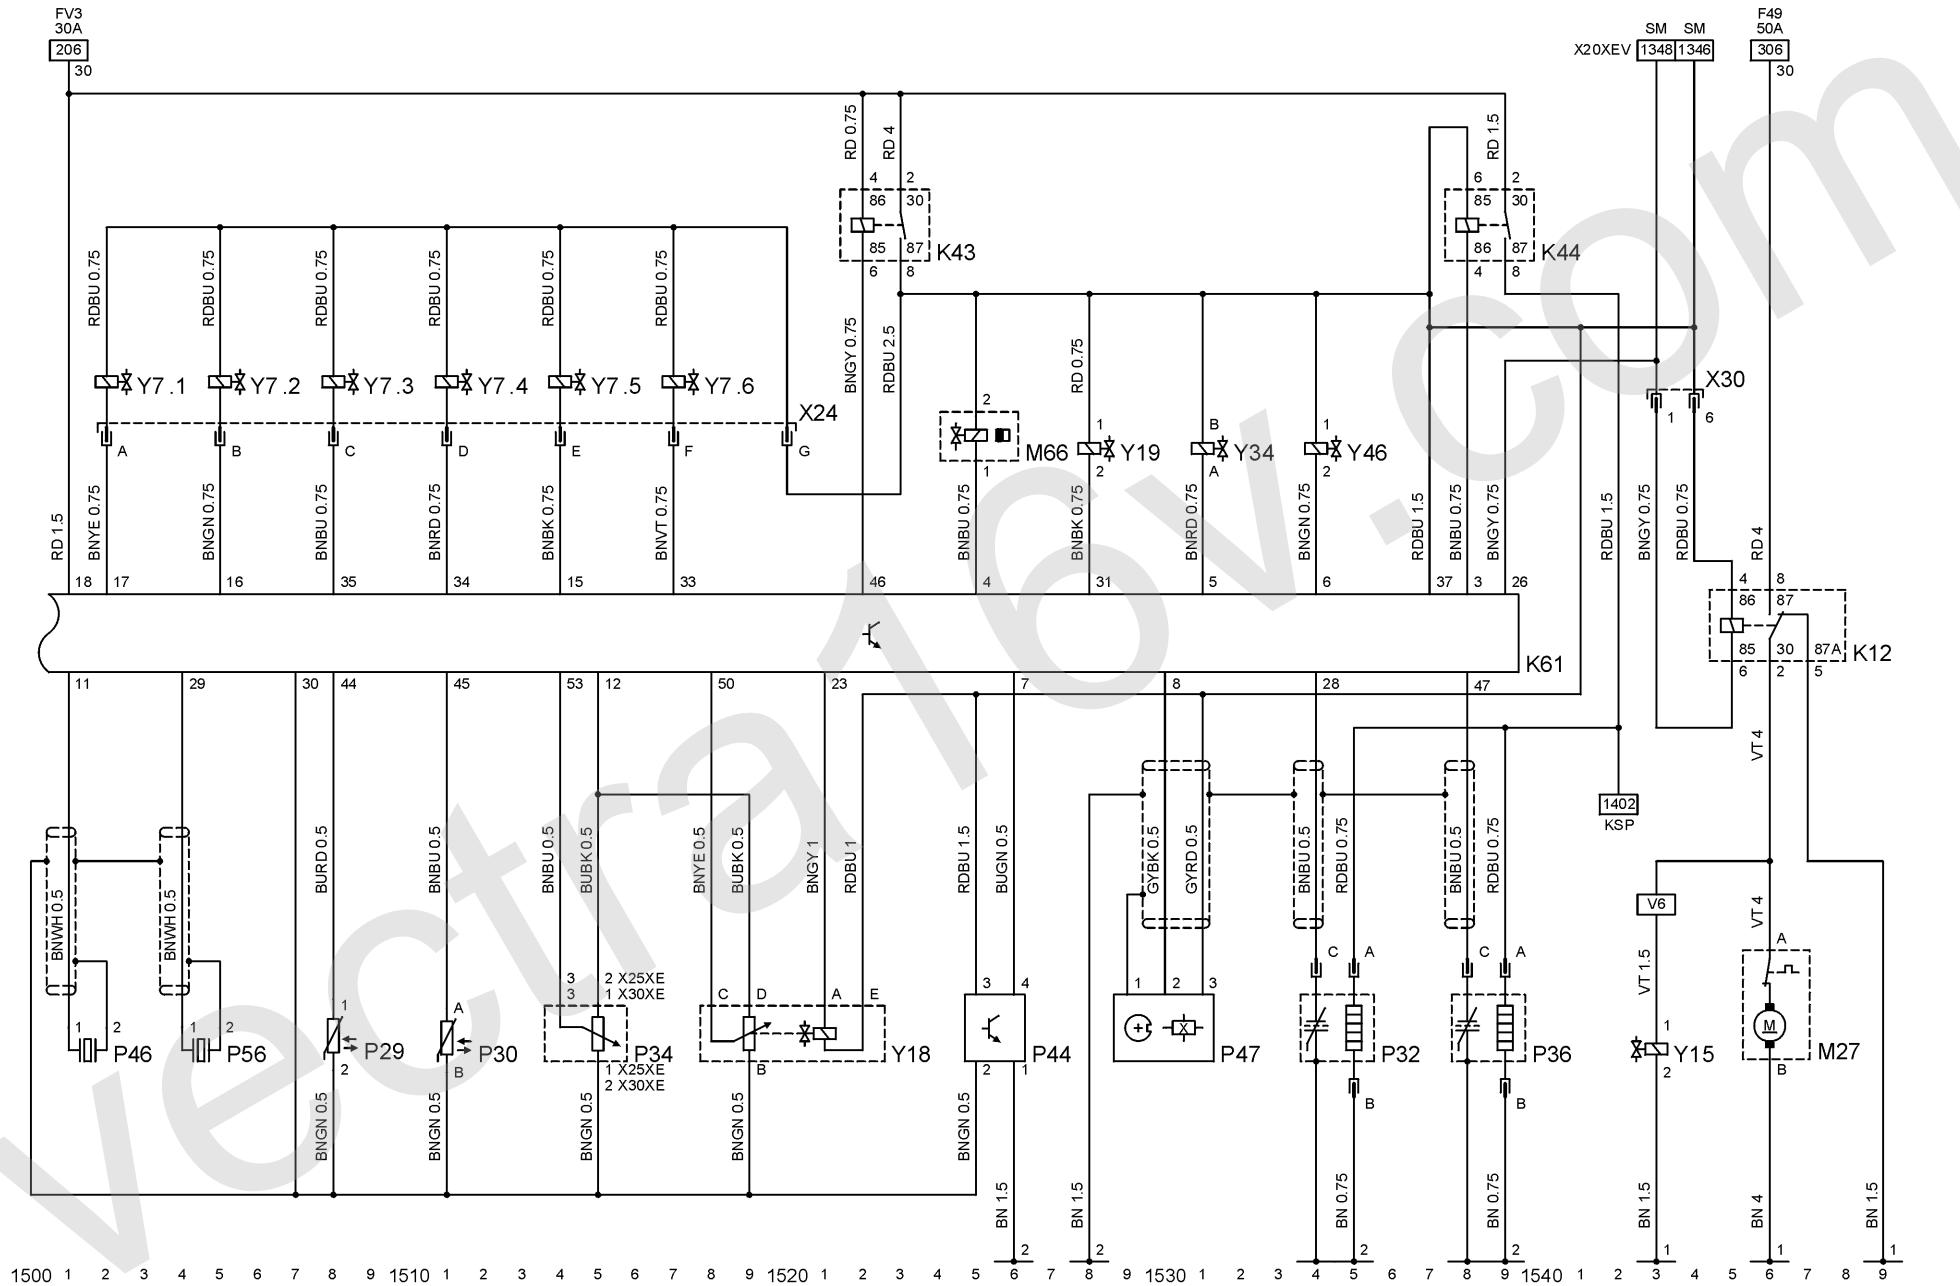 FV3
30A
206
30
SM SM
X20XEV 1348 1346
F49
50A
306
30
RD 0.75
RD 4
RD 1.5
4 2
86 30
85 87
6 8
K43
6 2
85 30
86 87
4 8
K44
RDBU 0.75
RDBU 0.75
RDBU 0.75
RDBU 0.75
RDBU 0.75
RDBU 0.75
BNGY 0.75
RDBU 2.5
RD 0.75
Y7.1
Y7.2
Y7.3
Y7.4
Y7.5
Y7.6
X24
A
B
C
D
E
F
G
X30
1 6
2
M66
1
1
Y19
2
B
Y34
A
1
Y46
2
RD 1.5
BNYE 0.75
BNGN 0.75
BNBU 0.75
BNRD 0.75
BNBK 0.75
BNVT 0.75
BNBU 0.75
BNBK 0.75
BNRD 0.75
BNGN 0.75
RDBU 1.5
BNBU 0.75
BNGY 0.75
RDBU 1.5
BNGY 0.75
RDBU 0.75
RD 4
18 17 16 35 34 15 33 46 4 31 5 6 37 3 26
4 8
86 87
85 30 87A
K12
6 2 5
K61
11 29 30 44 45 53 12 50 23 7 8 28 47
VT 4
1402
KSP
BNWH 0.5
BNWH 0.5
BURD 0.5
BNBU 0.5
BNBU 0.5
BUBK 0.5
BNYE 0.5
BUBK 0.5
BNGY 1
RDBU 1
RDBU 1.5
BUGN 0.5
GYBK 0.5
GYRD 0.5
BNBU 0.5
RDBU 0.75
BNBU 0.5
RDBU 0.75
V6
VT 4
VT 1.5
1 2
P46
1 2
P56
1
P29
2
A
P30
B
3 2 X25XE
3 1 X30XE
P34
1 X25XE
2 X30XE
C D A E
Y18
B
3 4
P44
2 1
1 2 3
X
P47
C A
P32
B
C A
P36
B
1
Y15
2
A
M
M27
B
BNGN 0.5
BNGN 0.5
BNGN 0.5
BNGN 0.5
BNGN 0.5
BN 1.5
BN 1.5
BN 0.75
BN 0.75
BN 1.5
BN 4
BN 1.5
2 2 2 2 1 1 1
1500 1 2 3 4 5 6 7 8 9 1510 1 2 3 4 5 6 7 8 9 1520 1 2 3 4 5 6 7 8 9 1530 1 2 3 4 5 6 7 8 9 1540 1 2 3 4 5 6 7 8 9
vectra16v.com